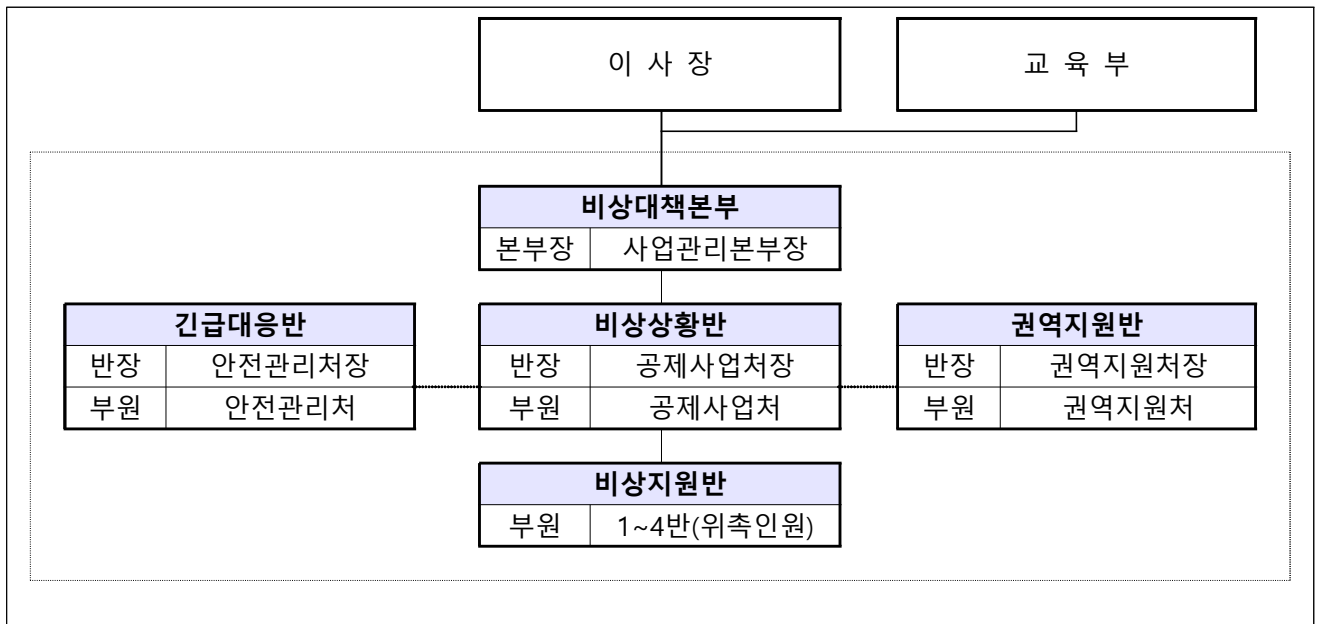 이 사 장
교 육 부
비상대책본부
본부장 사업관리본부장
긴급대응반
반장 안전관리처장
부원 안전관리처
비상상황반
반장 공제사업처장
부원 공제사업처
권역지원반
반장 권역지원처장
부원 권역지원처
비상지원반
부원 1~4반(위촉인원)